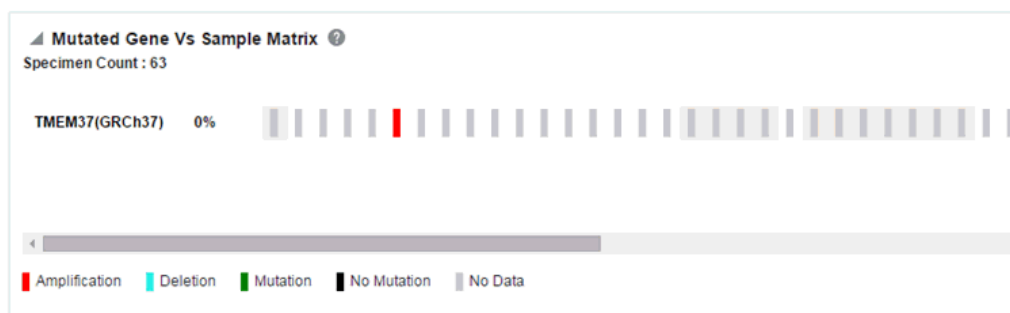 Mutated Gene Vs Sample Matrix ?
Specimen Count : 63
TMEM37(GRCh37) 0%
Amplification Deletion Mutation No Mutation No Data